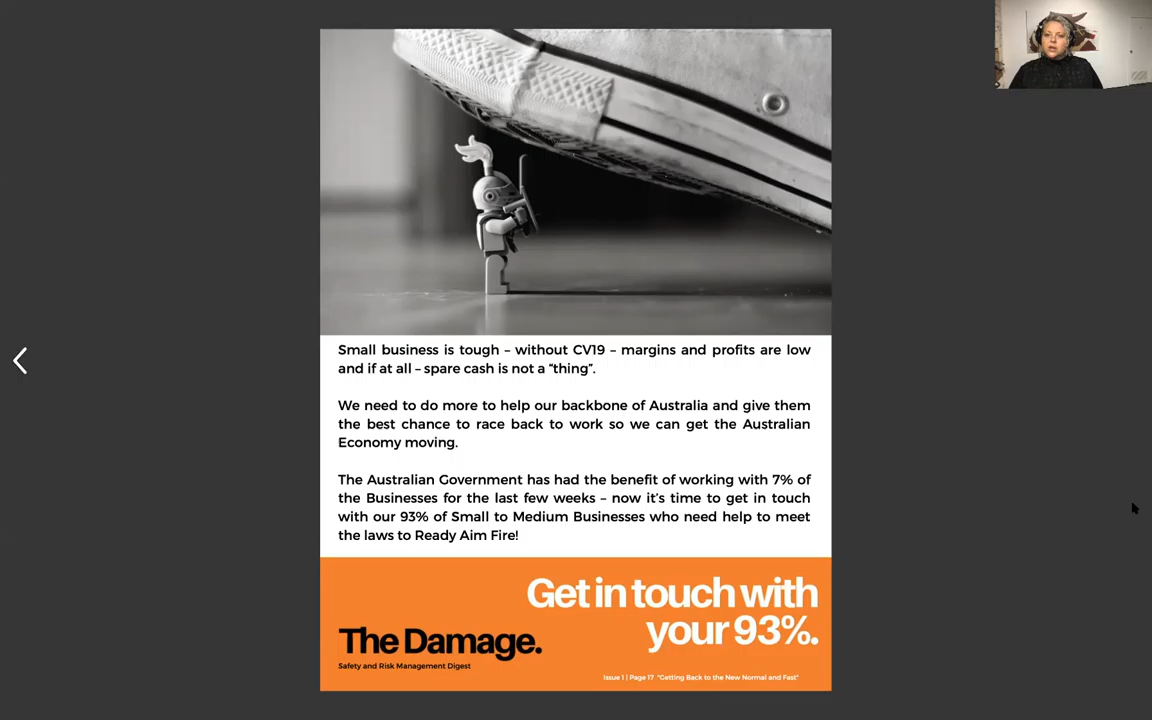 Small business is tough – without CV19 – margins and profits are low
and if at all – spare cash is not a “thing”.
We need to do more to help our backbone of Australia and give them
the best chance to race back to work so we can get the Australian
Economy moving.
The Australian Government has had the benefit of working with 7% of
the Businesses for the last few weeks – now it’s time to get in touch
with our 93% of Small to Medium Businesses who need help to meet
the laws to Ready Aim Fire!
Get in touch with
your 93%.
The Damage.
Safety and Risk Management Digest
Issue 1 | Page 17 "Getting Back to the New Normal and Fast"